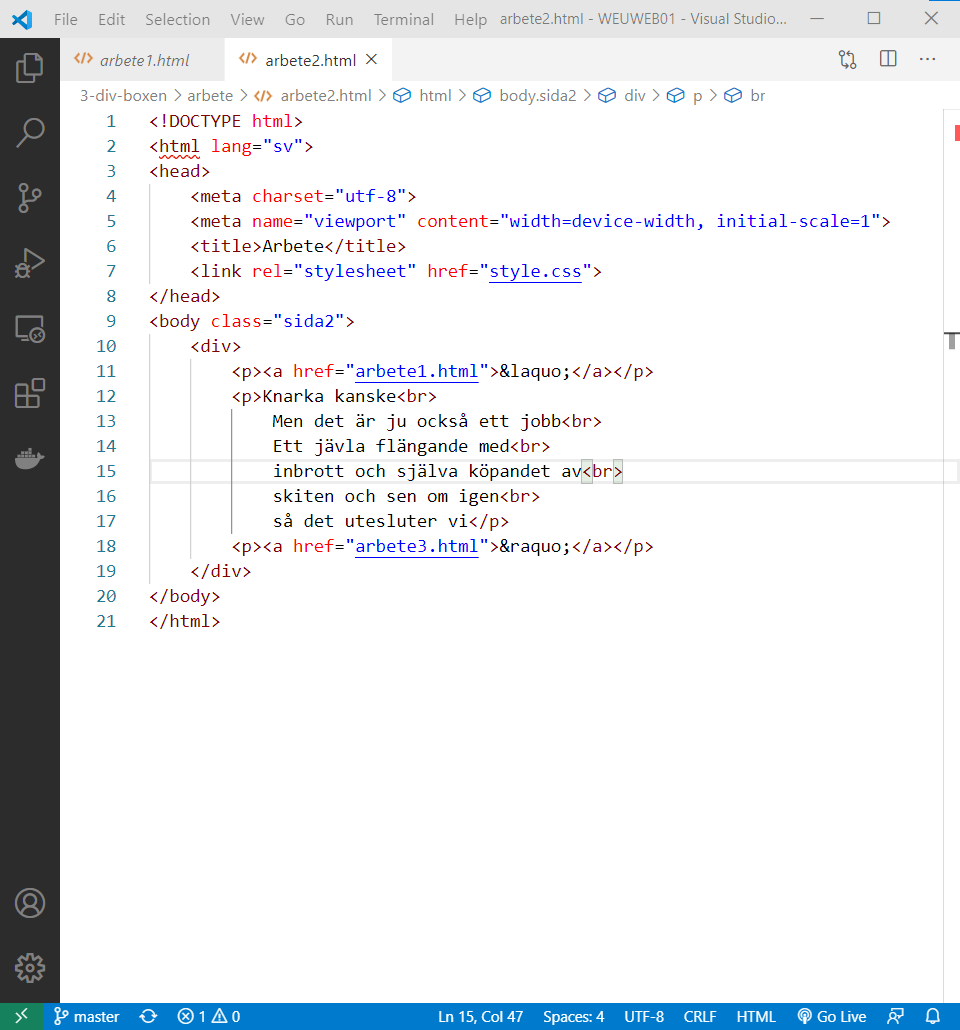 File Edit Selection View Go Run Terminal Help arbete2.html - WEUWEB01 - Visual Studio...
arbete1.html arbete2.html
3-div-boxen > arbete > arbete2.html > html > body.sida2 > div > p > br
1 <!DOCTYPE html>
2 <html lang="sv">
3 <head>
4 <meta charset="utf-8">
5 <meta name="viewport" content="width=device-width, initial-scale=1">
6 <title>Arbete</title>
7 <link rel="stylesheet" href="style.css">
8 </head>
9 <body class="sida2">
10 <div>
11 <p><a href="arbete1.html">&laquo;</a></p>
12 <p>Knarka kanske<br>
13 Men det är ju också ett jobb<br>
14 Ett jävla flängande med<br>
15 inbrott och själva köpandet av<br>
16 skiten och sen om igen<br>
17 så det utesluter vi</p>
18 <p><a href="arbete3.html">&raquo;</a></p>
19 </div>
20 </body>
21 </html>
master 1 0 Ln 15, Col 47 Spaces: 4 UTF-8 CRLF HTML Go Live